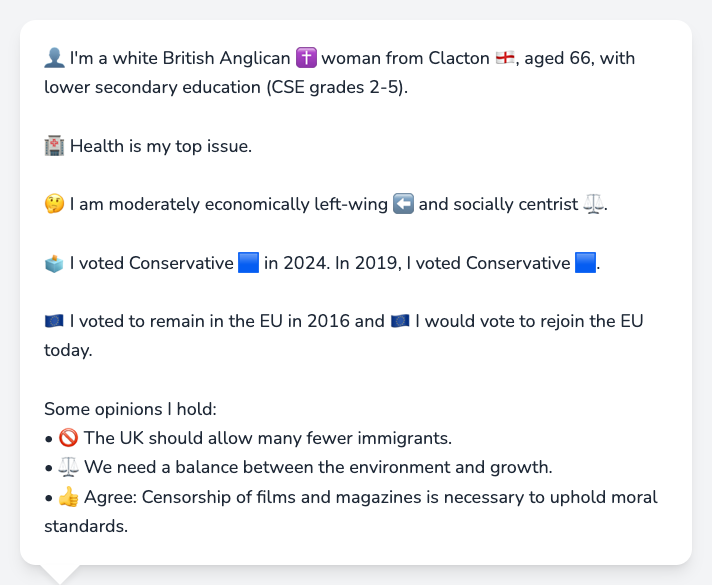 👤 I'm a white British Anglican ✝️ woman from Clacton 🏴󠁧󠁢󠁥󠁮󠁧󠁿, aged 66, with
lower secondary education (CSE grades 2-5).
🏥 Health is my top issue.
🤔 I am moderately economically left-wing ⬅️ and socially centrist ⚖️.
🗳️ I voted Conservative 🟦 in 2024. In 2019, I voted Conservative 🟦.
🇪🇺 I voted to remain in the EU in 2016 and 🇪🇺 I would vote to rejoin the EU
today.
Some opinions I hold:
• 🚫 The UK should allow many fewer immigrants.
• ⚖️ We need a balance between the environment and growth.
• 👍 Agree: Censorship of films and magazines is necessary to uphold moral
standards.